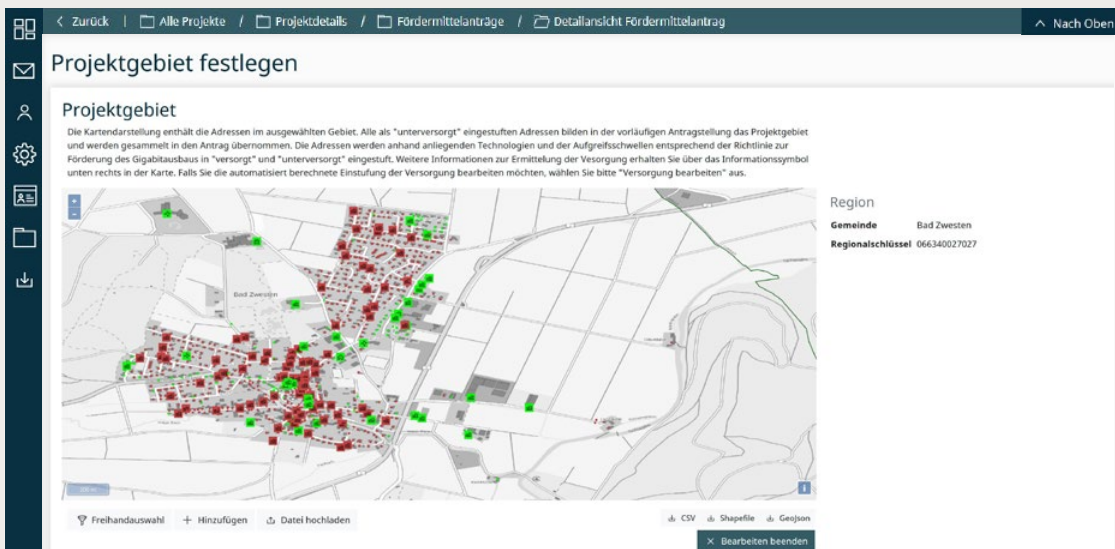 Zurück | Alle Projekte / Projektdetails / Fördermittelanträge / Detailansicht Fördermittelantrag
Nach Oben
Projektgebiet festlegen
Projektgebiet
Die Kartendarstellung enthält die Adressen im ausgewählten Gebiet. Alle als "unterversorgt" eingestuften Adressen bilden in der vorläufigen Antragstellung das Projektgebiet
und werden gesammelt in den Antrag übernommen. Die Adressen werden anhand anliegenden Technologien und der Aufgreifschwellen entsprechend der Richtlinie zur
Förderung des Gigabitausbaus in "versorgt" und "unterversorgt" eingestuft. Weitere Informationen zur Ermittelung der Vesorgung erhalten Sie über das Informationssymbol
unten rechts in der Karte. Falls Sie die automatisiert berechnete Einstufung der Versorgung bearbeiten möchten, wählen Sie bitte "Versorgung bearbeiten" aus.
Region
Gemeinde Bad Zwesten
Regionalschlüssel 066340027027
+
-
Bad Zwesten
i
Freihandauswahl + Hinzufügen Datei hochladen
CSV Shapefile GeoJson
× Bearbeiten beenden